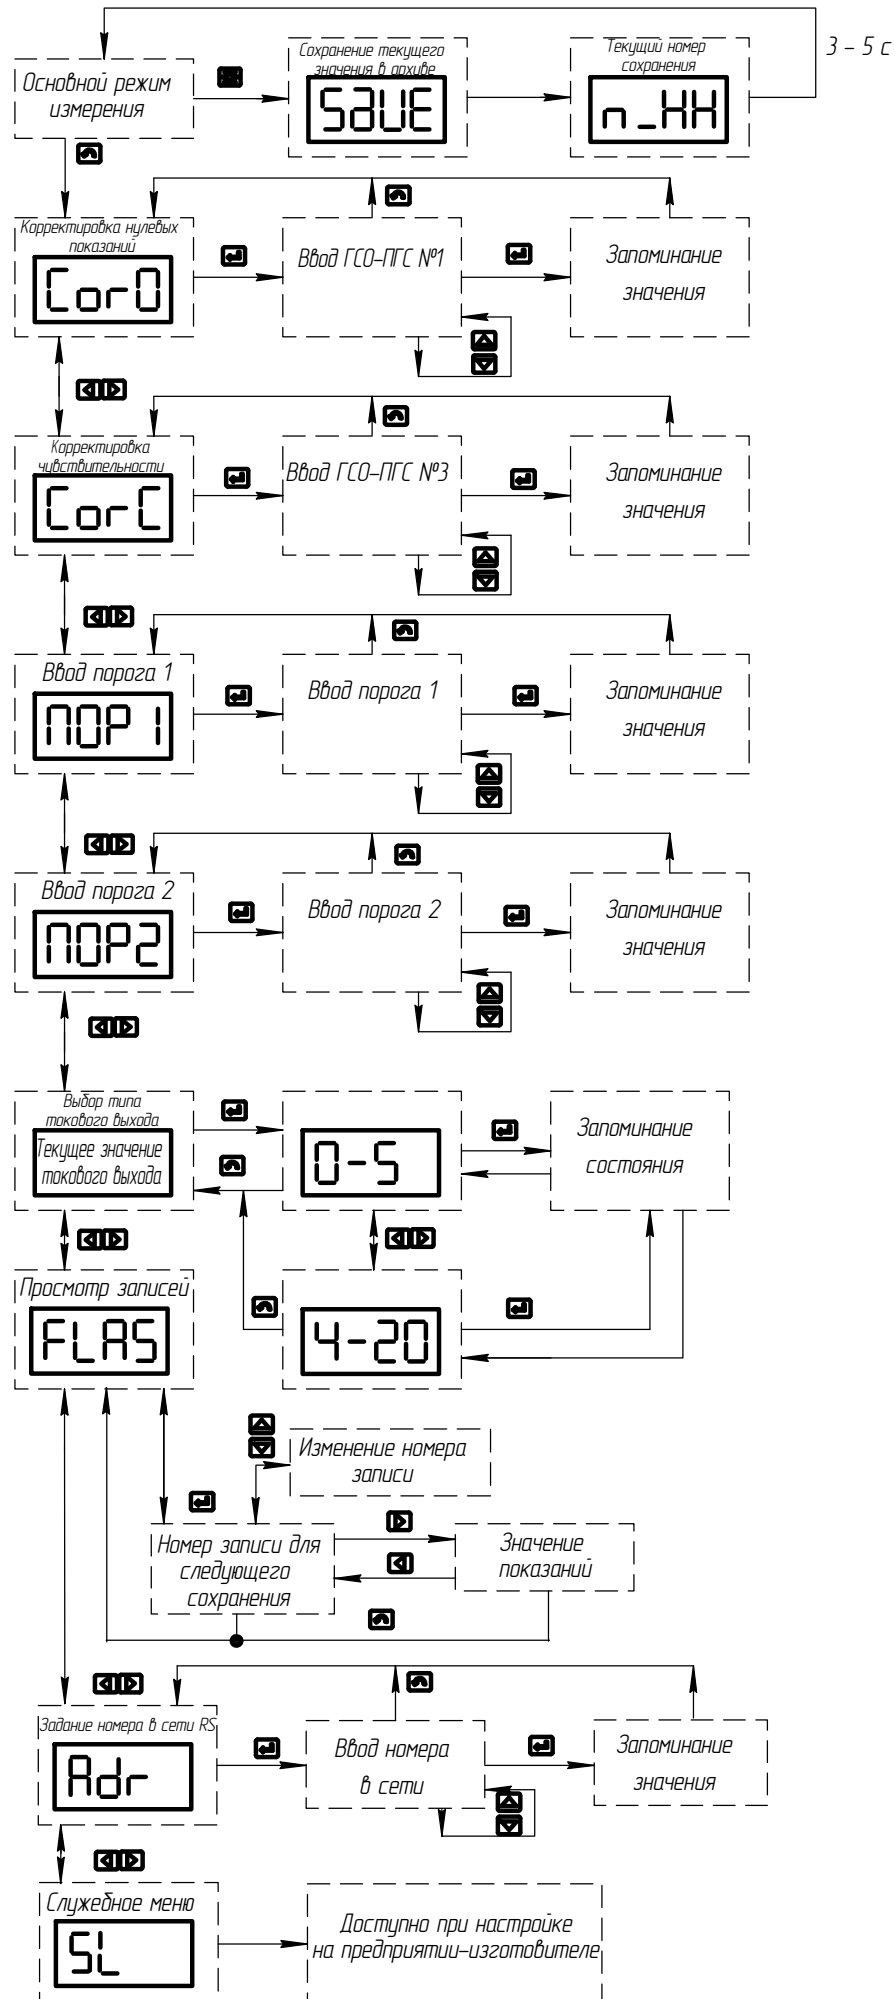 3 – 5 с
Основной режим
измерения
Сохранение текущего
значения в архиве
SAVE
Текущий номер
сохранения
n_HH
Корректировка нулевых
показаний
Cor0
Ввод ГСО–ПГС №1
Запоминание
значения
Корректировка
чувствительности
CorC
Ввод ГСО–ПГС №3
Запоминание
значения
Ввод порога 1
ПОР1
Ввод порога 1
Запоминание
значения
Ввод порога 2
ПОР2
Ввод порога 2
Запоминание
значения
Выбор типа
токового выхода
Текущее значение
токового выхода
0–5
Запоминание
состояния
Просмотр записей
FLAS
4–20
Изменение номера
записи
Номер записи для
следующего
сохранения
Значение
показаний
Задание номера в сети RS
Adr
Ввод номера
в сети
Запоминание
значения
Служебное меню
SL
Доступно при настройке
на предприятии–изготовителе